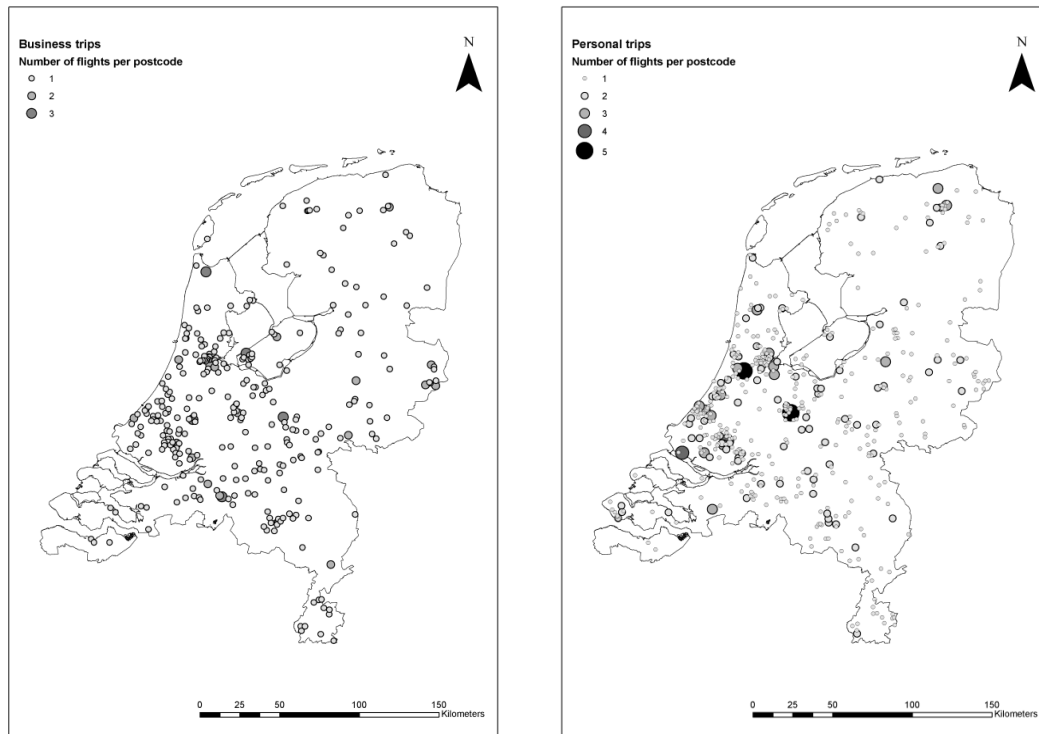 Business trips
Number of flights per postcode
1
2
3
N
0 25 50 100 150
Kilometers
Personal trips
Number of flights per postcode
1
2
3
4
5
N
0 25 50 100 150
Kilometers